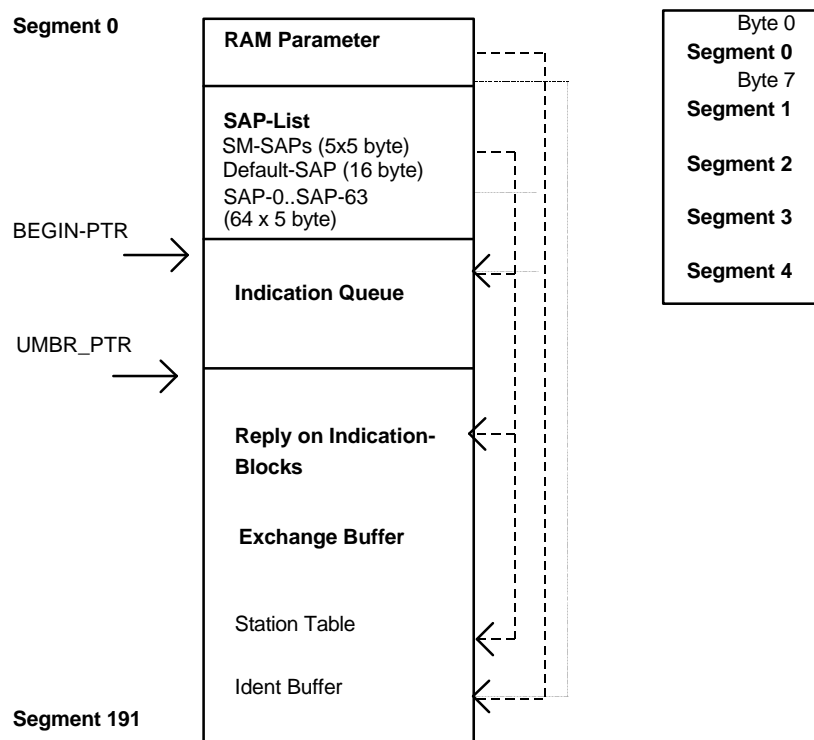 Segment 0
RAM Parameter
SAP-List
SM-SAPs (5x5 byte)
Default-SAP (16 byte)
SAP-0..SAP-63
(64 x 5 byte)
BEGIN-PTR
Indication Queue
UMBR_PTR
Reply on Indication-
Blocks
Exchange Buffer
Station Table
Ident Buffer
Segment 191
Byte 0
Segment 0
Byte 7
Segment 1
Segment 2
Segment 3
Segment 4